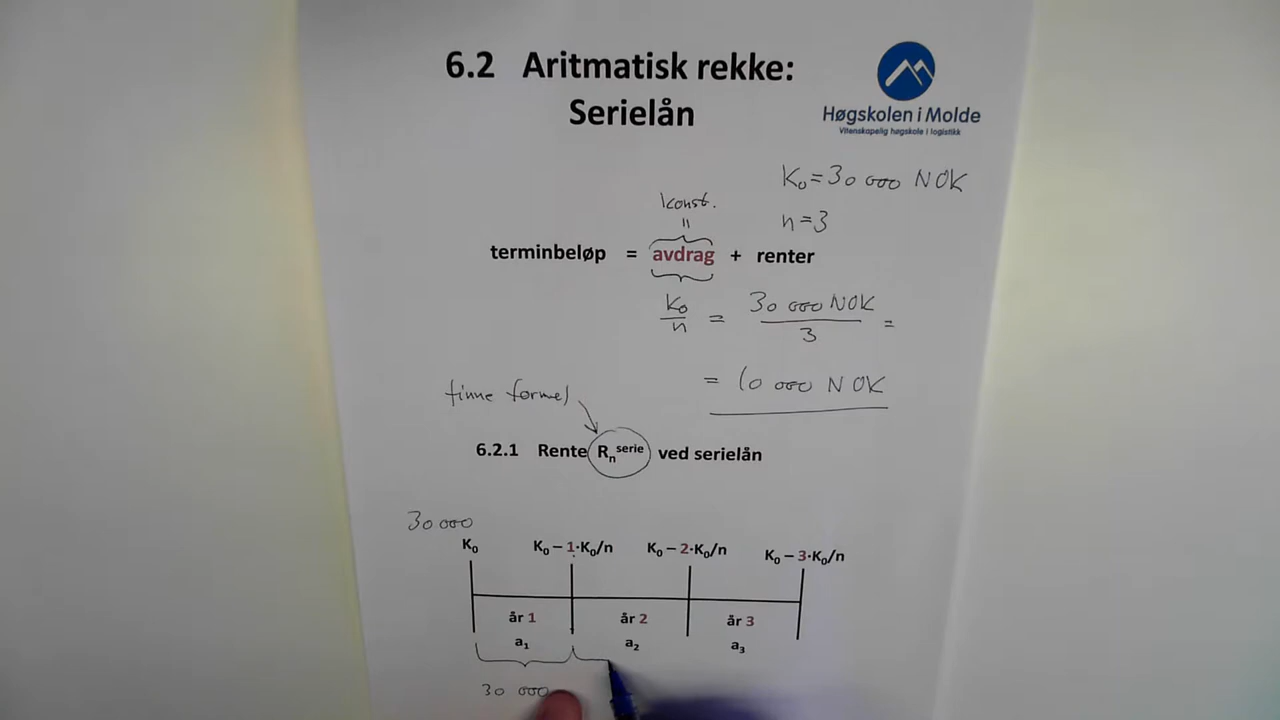 6.2 Aritmatisk rekke:
Serielån
Høgskolen i Molde
Vitenskapelig høgskole i logistikk
K₀ = 30 000 NOK
konst.
n = 3
=
terminbeløp = avdrag + renter
K₀/n = 30 000 NOK/3 =
= 10 000 NOK
finne formel
6.2.1 Rente Rₙˢᵉʳⁱᵉ ved serielån
30 000
K₀ K₀ – 1·K₀/n K₀ – 2·K₀/n K₀ – 3·K₀/n
år 1 år 2 år 3
a₁ a₂ a₃
30 000